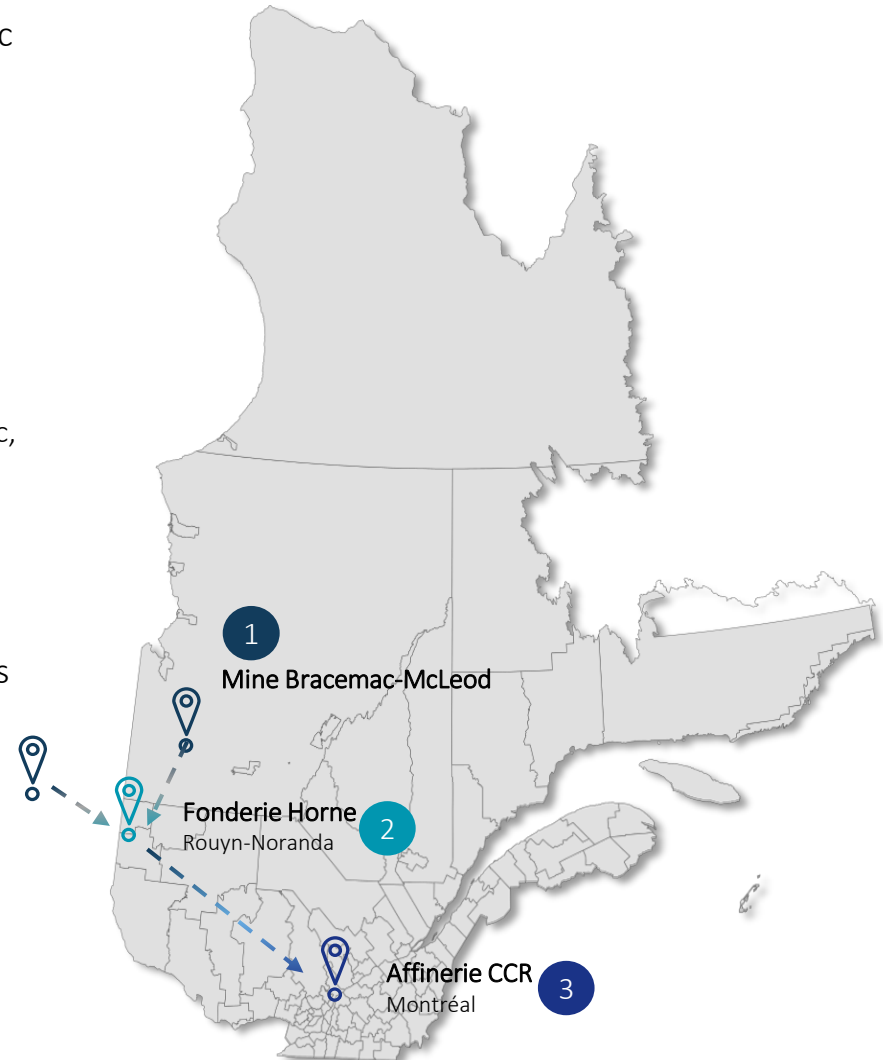 C
c,
s
1
Mine Bracemac-McLeod
Fonderie Horne
Rouyn-Noranda
2
Affinerie CCR
Montréal
3